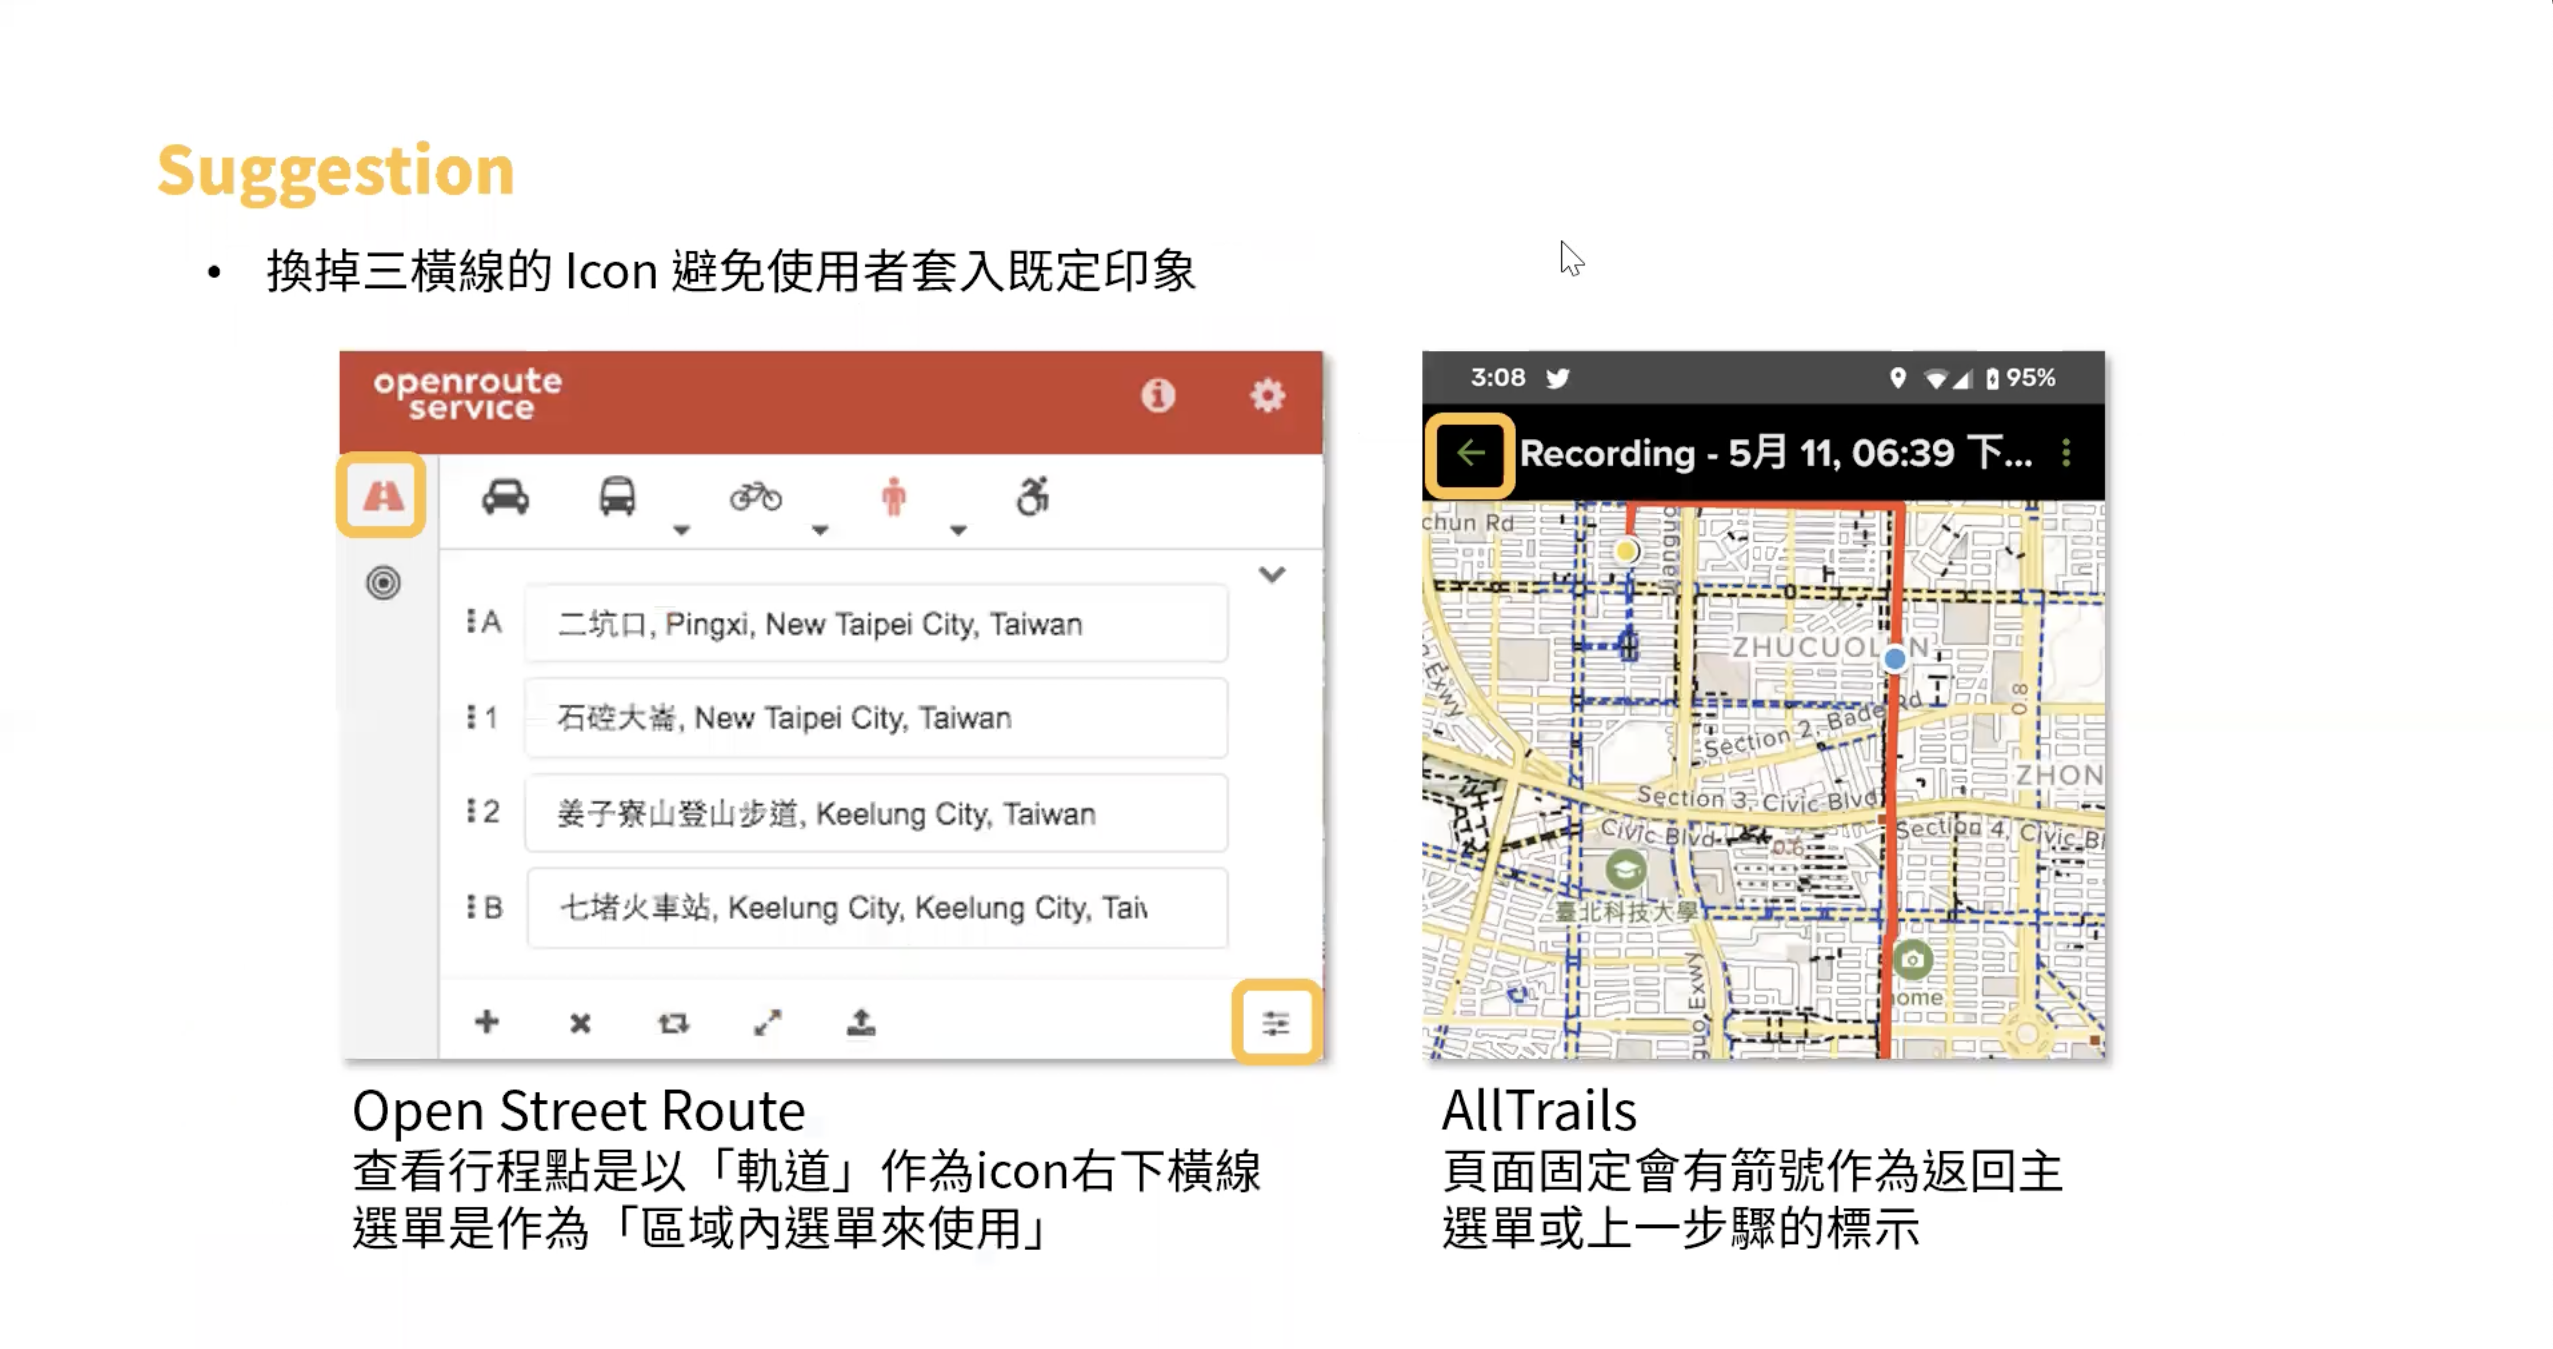 Suggestion
• 換掉三橫線的 Icon 避免使用者套入既定印象
openroute
service
A 二坑口, Pingxi, New Taipei City, Taiwan
1 石硿大崙, New Taipei City, Taiwan
2 姜子寮山登山步道, Keelung City, Taiwan
B 七堵火車站, Keelung City, Keelung City, Taiw
Open Street Route
查看行程點是以「軌道」作為icon右下橫線
選單是作為「區域內選單來使用」
3:08 95%
Recording - 5月 11, 06:39 下...
chun Rd
Jianguo
ZHUCUOLUN
Exwy
0.8
Section 2, Bade Rd
ZHON
Section 3, Civic Blvd
Civic Blvd
0.6
Section 4, Civic Bl
臺北科技大學
guo Exwy
ome
AllTrails
頁面固定會有箭號作為返回主
選單或上一步驟的標示